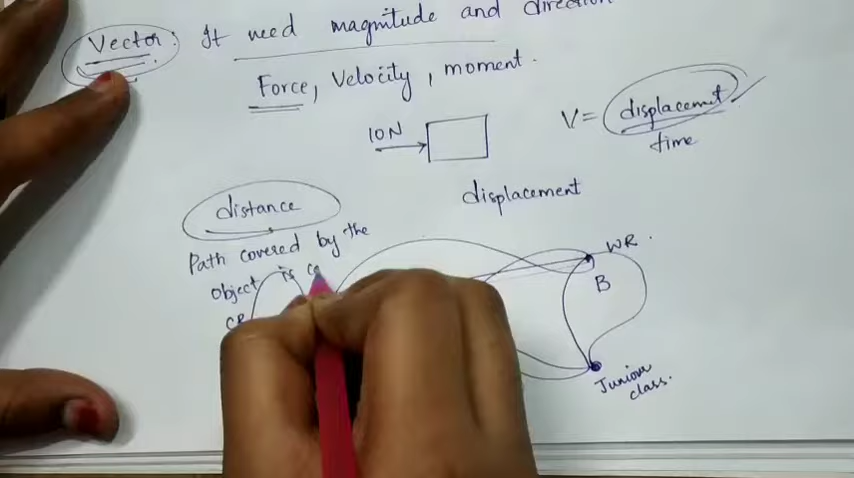 Vector: It need magnitude and direction
Force, Velocity, moment.
10N
V = displacement
time
displacement
distance
Path covered by the
object is
WR.
B
Junior
class.